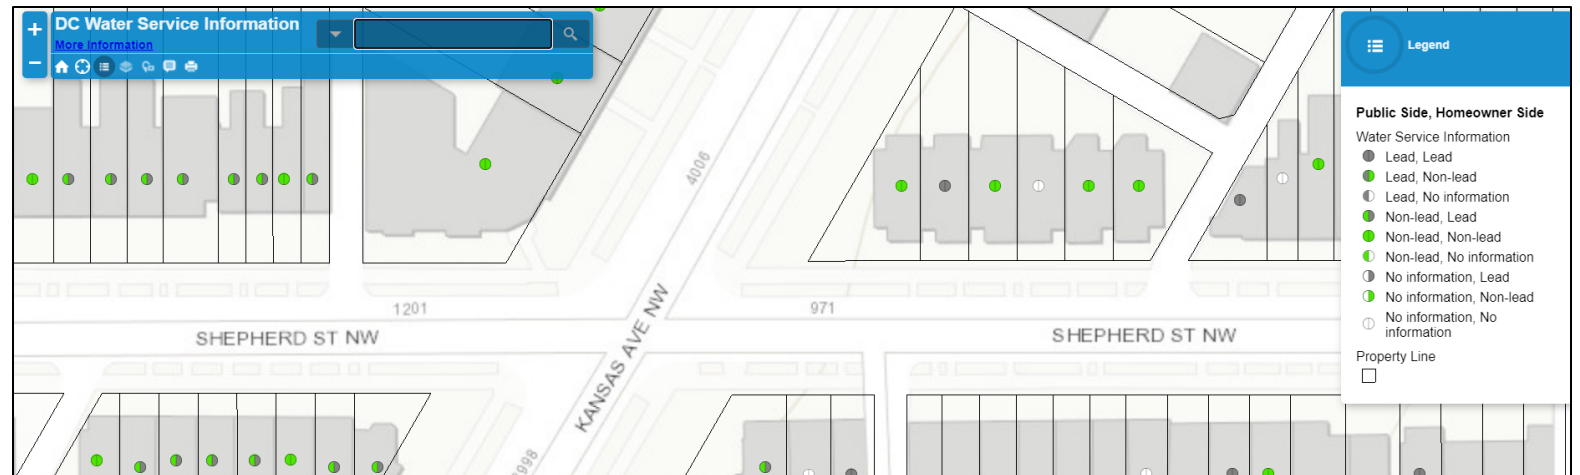 DC Water Service Information
More Information
Legend
Public Side, Homeowner Side
Water Service Information
Lead, Lead
Lead, Non-lead
Lead, No information
Non-lead, Lead
Non-lead, Non-lead
Non-lead, No information
No information, Lead
No information, Non-lead
No information, No
information
Property Line
4006
1201
971
SHEPHERD ST NW
SHEPHERD ST NW
KANSAS AVE NW
3998